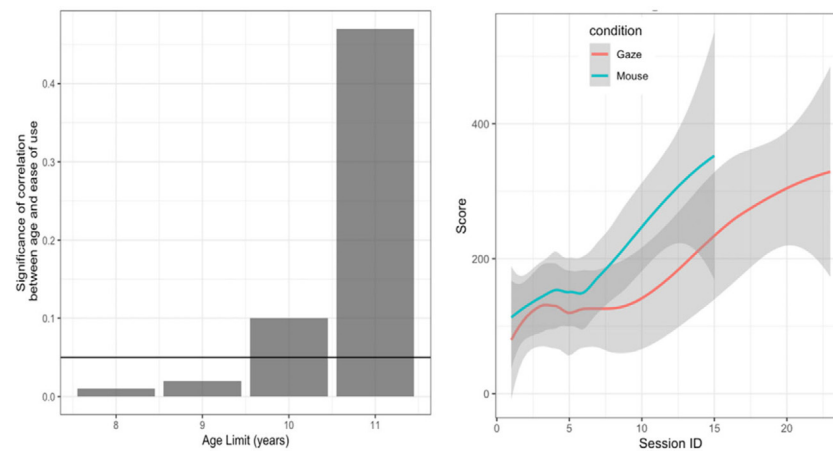 Significance of correlation
between age and ease of use
0.4
0.3
0.2
0.1
0.0
8 9 10 11
Age Limit (years)
condition
Gaze
Mouse
Score
400
200
0
0 5 10 15 20
Session ID